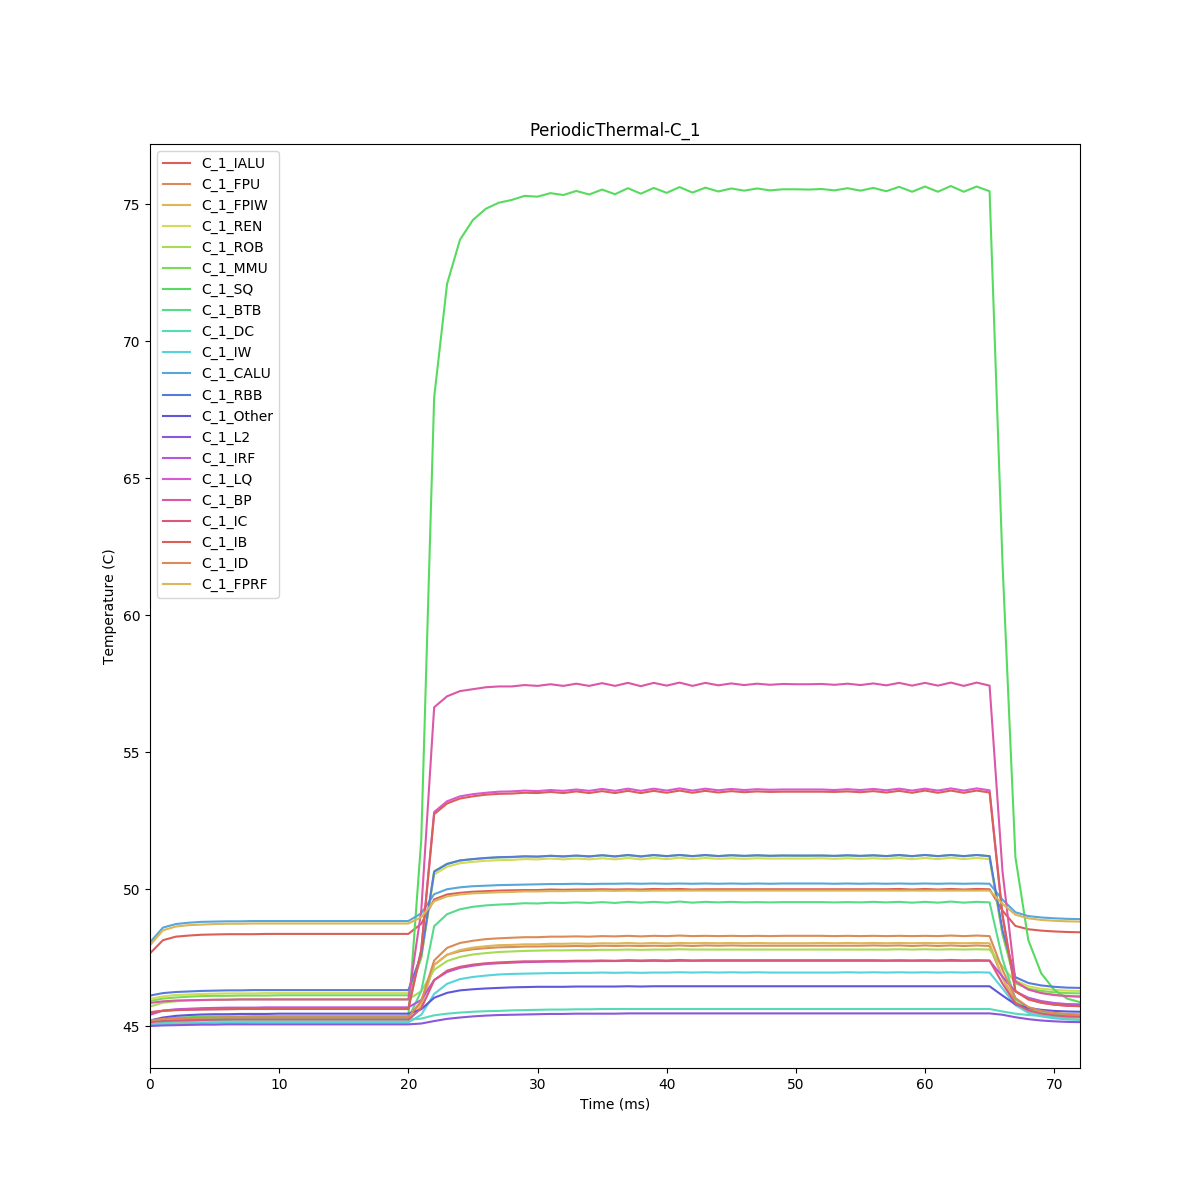 PeriodicThermal-C_1
C_1_IALU
C_1_FPU
C_1_FPIW
C_1_REN
C_1_ROB
C_1_MMU
C_1_SQ
C_1_BTB
C_1_DC
C_1_IW
C_1_CALU
C_1_RBB
C_1_Other
C_1_L2
C_1_IRF
C_1_LQ
C_1_BP
C_1_IC
C_1_IB
C_1_ID
C_1_FPRF
75
70
65
60
55
50
45
Temperature (C)
0 10 20 30 40 50 60 70
Time (ms)